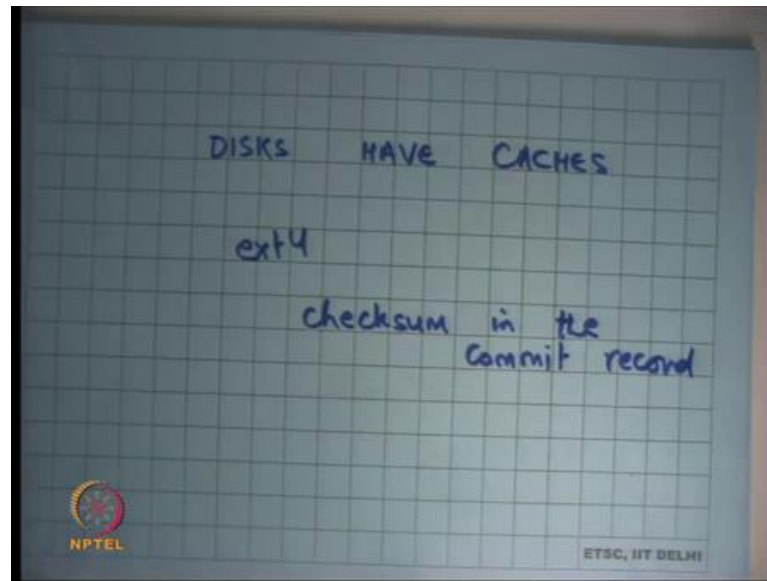 DISKS HAVE CACHES
ext4
checksum in the
Commit record
NPTEL
ETSC, IIT DELHI